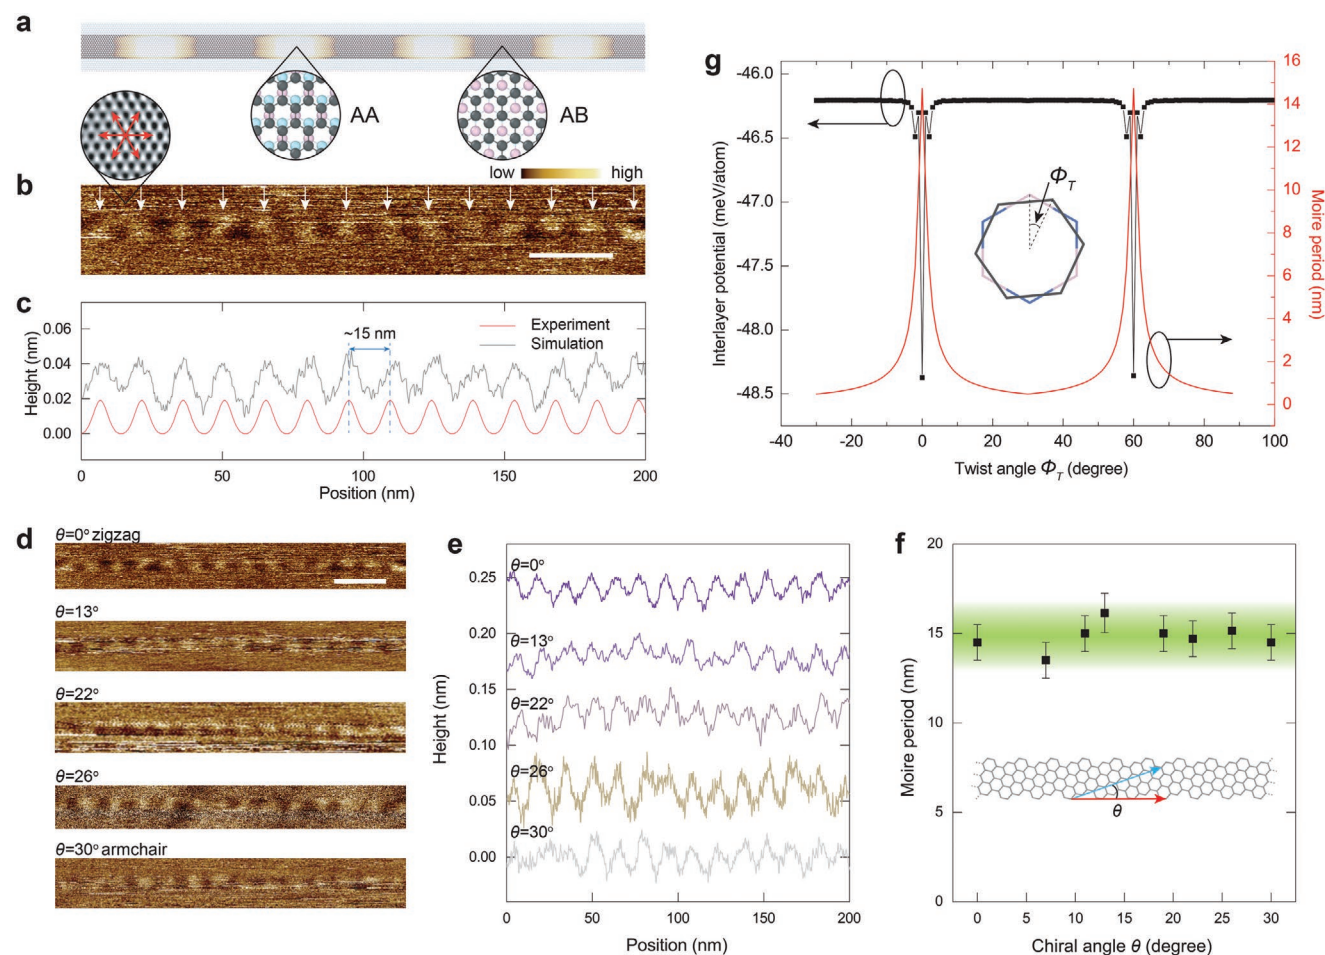 a
AA
AB
low
high
b
c
Height (nm)
0.06
0.04
0.02
0.00
~15 nm
Experiment
Simulation
0
50
100
150
200
Position (nm)
g
Interlayer potential (meV/atom)
−46.0
−46.5
−47.0
−47.5
−48.0
−48.5
Φ_T
16
14
12
10
8
6
4
2
0
Moire period (nm)
−40
−20
0
20
40
60
80
100
Twist angle Φ_T (degree)
d
θ=0° zigzag
θ=13°
θ=22°
θ=26°
θ=30° armchair
e
Height (nm)
0.25
0.20
0.15
0.10
0.05
0.00
θ=0°
θ=13°
θ=22°
θ=26°
θ=30°
0
50
100
150
200
Position (nm)
f
Moire period (nm)
20
15
10
5
0
θ
0
5
10
15
20
25
30
Chiral angle θ (degree)